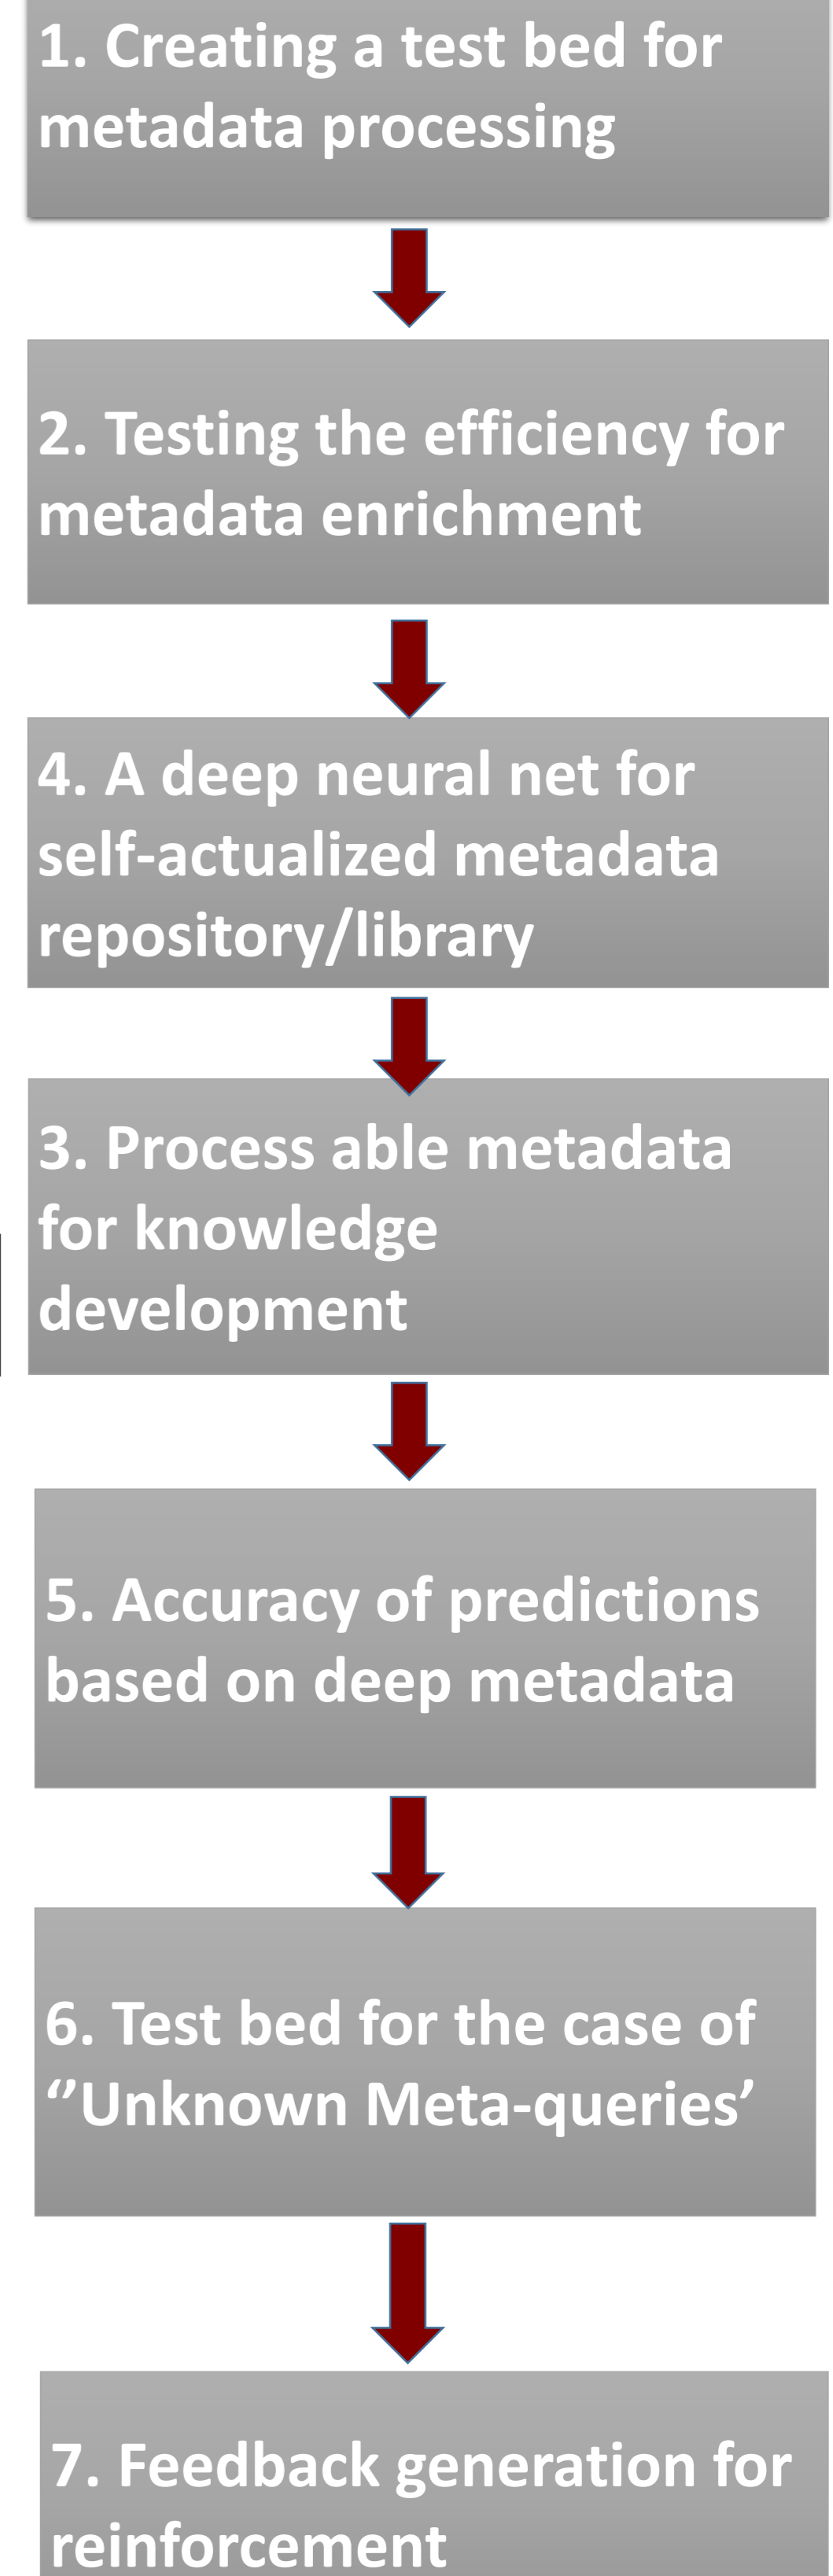 1. Creating a test bed for
metadata processing
2. Testing the efficiency for
metadata enrichment
4. A deep neural net for
self-actualized metadata
repository/library
3. Process able metadata
for knowledge
development
5. Accuracy of predictions
based on deep metadata
6. Test bed for the case of
‘’Unknown Meta-queries’
7. Feedback generation for
reinforcement